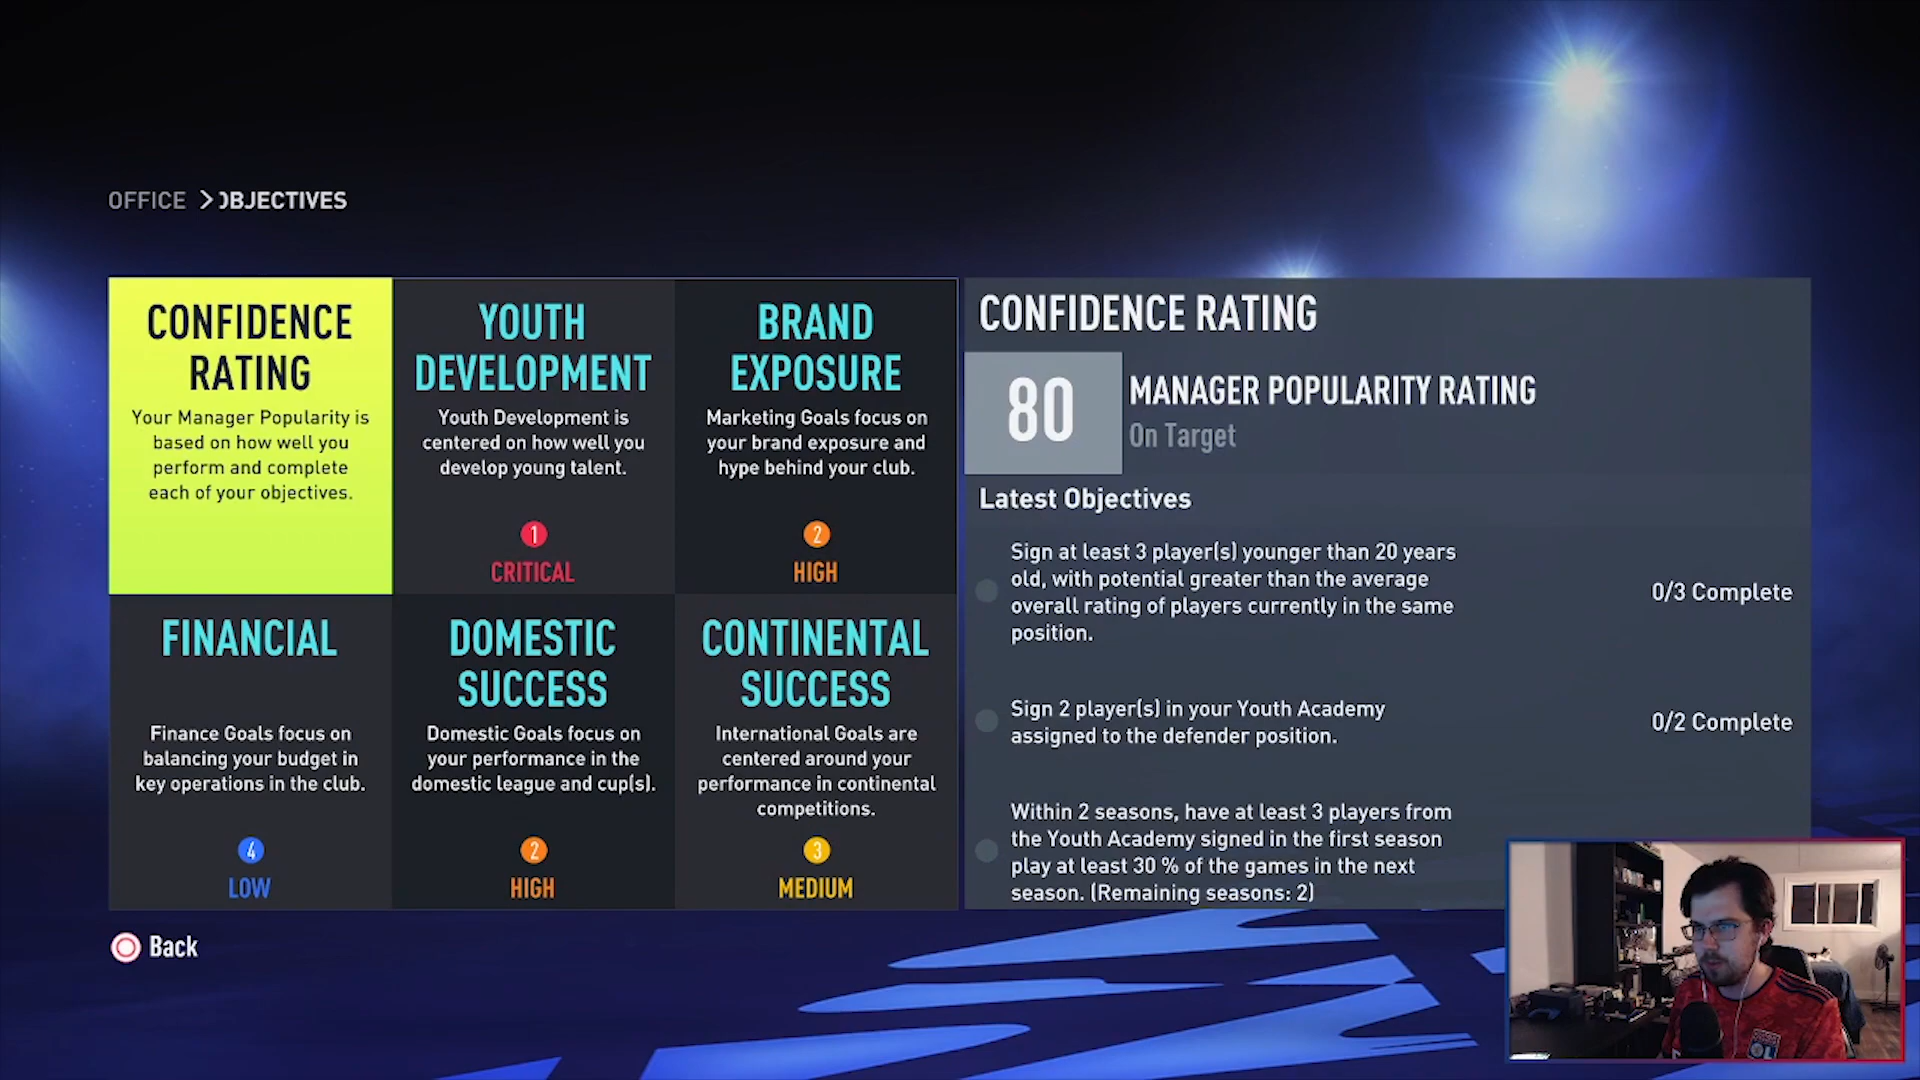 OFFICE > OBJECTIVES
CONFIDENCE
RATING
Your Manager Popularity is
based on how well you
perform and complete
each of your objectives.
YOUTH
DEVELOPMENT
Youth Development is
centered on how well you
develop young talent.
1
CRITICAL
BRAND
EXPOSURE
Marketing Goals focus on
your brand exposure and
hype behind your club.
2
HIGH
FINANCIAL
Finance Goals focus on
balancing your budget in
key operations in the club.
4
LOW
DOMESTIC
SUCCESS
Domestic Goals focus on
your performance in the
domestic league and cup(s).
2
HIGH
CONTINENTAL
SUCCESS
International Goals are
centered around your
performance in continental
competitions.
3
MEDIUM
CONFIDENCE RATING
80
MANAGER POPULARITY RATING
On Target
Latest Objectives
Sign at least 3 player(s) younger than 20 years
old, with potential greater than the average
overall rating of players currently in the same
position.
0/3 Complete
Sign 2 player(s) in your Youth Academy
assigned to the defender position.
0/2 Complete
Within 2 seasons, have at least 3 players from
the Youth Academy signed in the first season
play at least 30 % of the games in the next
season. (Remaining seasons: 2)
Back
OL